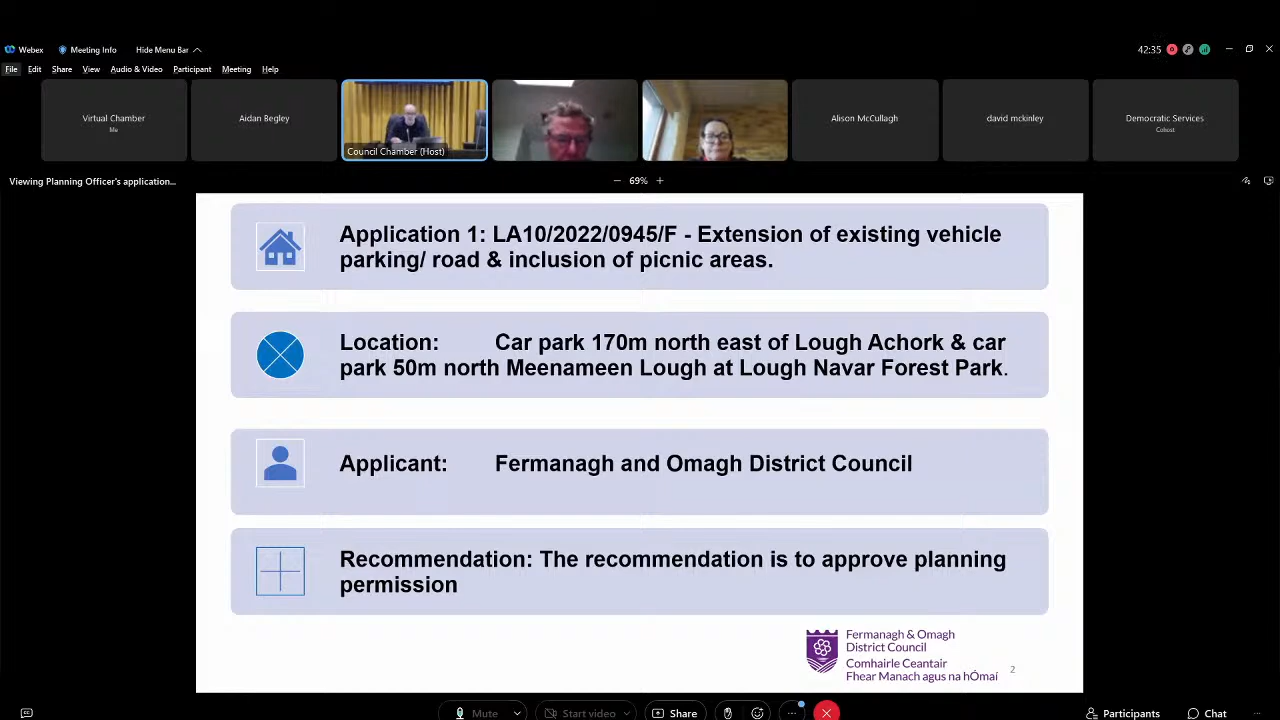 Webex
Meeting Info
Hide Menu Bar
42:35
File Edit Share View Audio & Video Participant Meeting Help
Virtual Chamber
Me
Aidan Begley
Council Chamber (Host)
Alison McCullagh
david mckinley
Democratic Services
Cohost
Viewing Planning Officer's application...
− 69% +
Application 1: LA10/2022/0945/F - Extension of existing vehicle
parking/ road & inclusion of picnic areas.
Location: Car park 170m north east of Lough Achork & car
park 50m north Meenameen Lough at Lough Navar Forest Park.
Applicant: Fermanagh and Omagh District Council
Recommendation: The recommendation is to approve planning
permission
Fermanagh & Omagh
District Council
Comhairle Ceantair
Fhear Manach agus na hÓmaí
2
Mute
Start video
Share
Participants
Chat